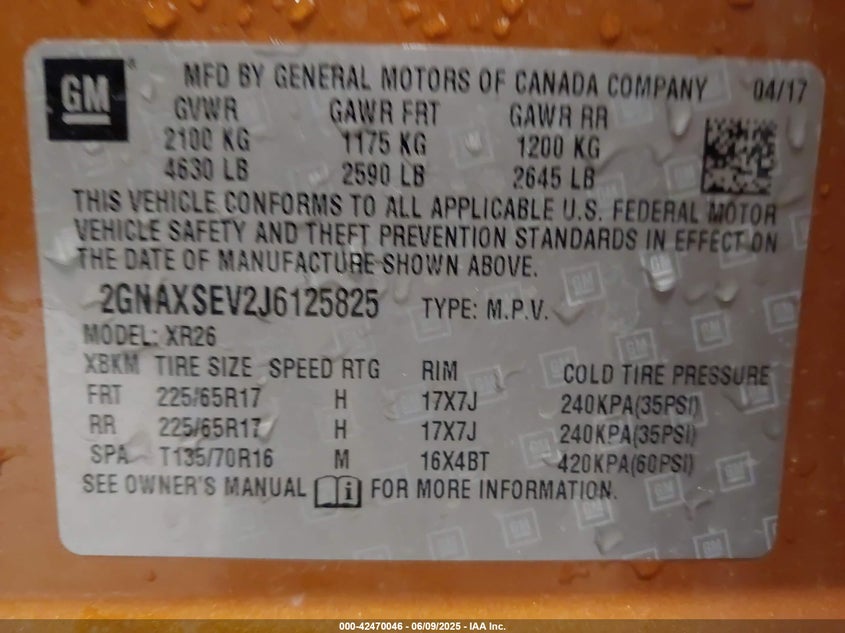 GM ® MFD BY GENERAL MOTORS OF CANADA COMPANY 04/17
GVWR GAWR FRT GAWR RR
2100 KG 1175 KG 1200 KG
4630 LB 2590 LB 2645 LB
THIS VEHICLE CONFORMS TO ALL APPLICABLE U.S. FEDERAL MOTOR
VEHICLE SAFETY AND THEFT PREVENTION STANDARDS IN EFFECT ON
THE DATE OF MANUFACTURE SHOWN ABOVE.
2GNAXSEV2J6125825 TYPE: M.P.V.
MODEL: XR26
XBKM TIRE SIZE SPEED RTG RIM COLD TIRE PRESSURE
FRT 225/65R17 H 17X7J 240KPA(35PSI)
RR 225/65R17 H 17X7J 240KPA(35PSI)
SPA T135/70R16 M 16X4BT 420KPA(60PSI)
SEE OWNER'S MANUAL FOR MORE INFORMATION.
000-42470046 - 06/09/2025 - IAA Inc.